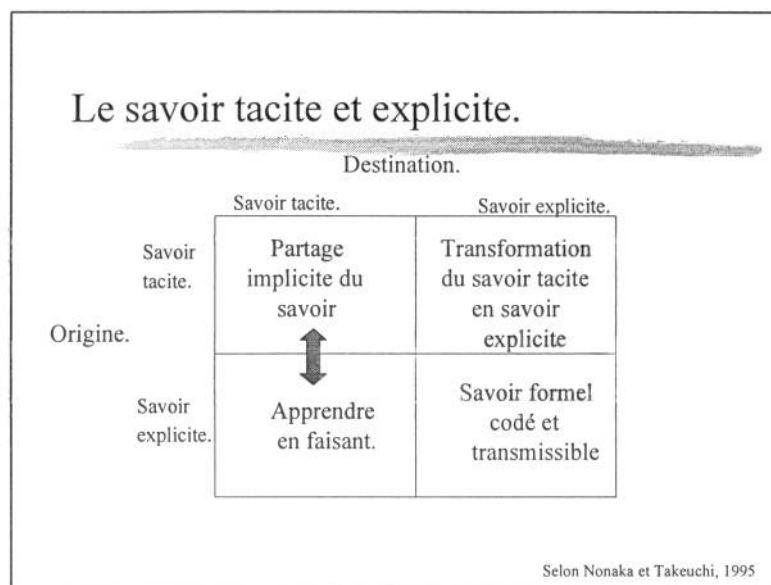 Le savoir tacite et explicite.
Destination.
Savoir tacite.
Savoir explicite.
Origine.
Savoir
tacite.
Partage
implicite du
savoir
Transformation
du savoir tacite
en savoir
explicite
Savoir
explicite.
Apprendre
en faisant.
Savoir formel
codé et
transmissible
Selon Nonaka et Takeuchi, 1995